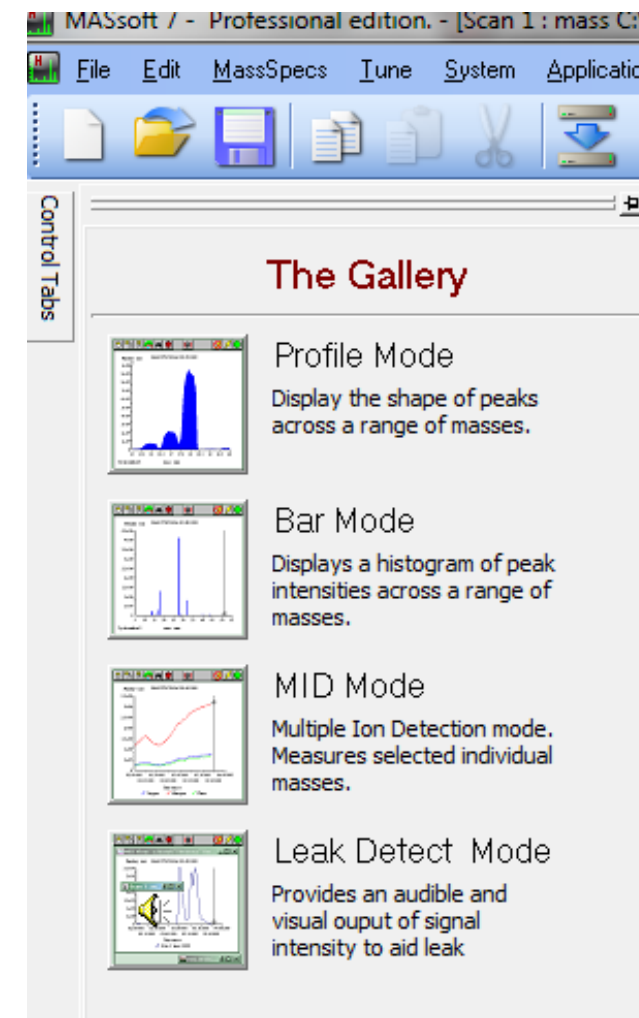 MASsoft 7 - Professional edition. - [Scan 1 : mass C:
File Edit MassSpecs Tune System Applicatio
Control Tabs
The Gallery
Profile Mode
Display the shape of peaks
across a range of masses.
Bar Mode
Displays a histogram of peak
intensities across a range of
masses.
MID Mode
Multiple Ion Detection mode.
Measures selected individual
masses.
Leak Detect Mode
Provides an audible and
visual ouput of signal
intensity to aid leak